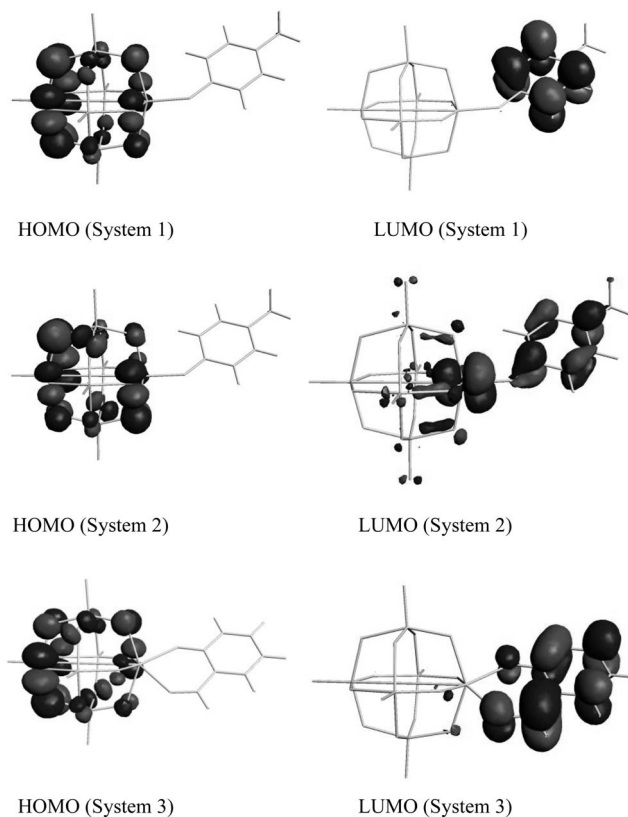 HOMO (System 1)
LUMO (System 1)
HOMO (System 2)
LUMO (System 2)
HOMO (System 3)
LUMO (System 3)